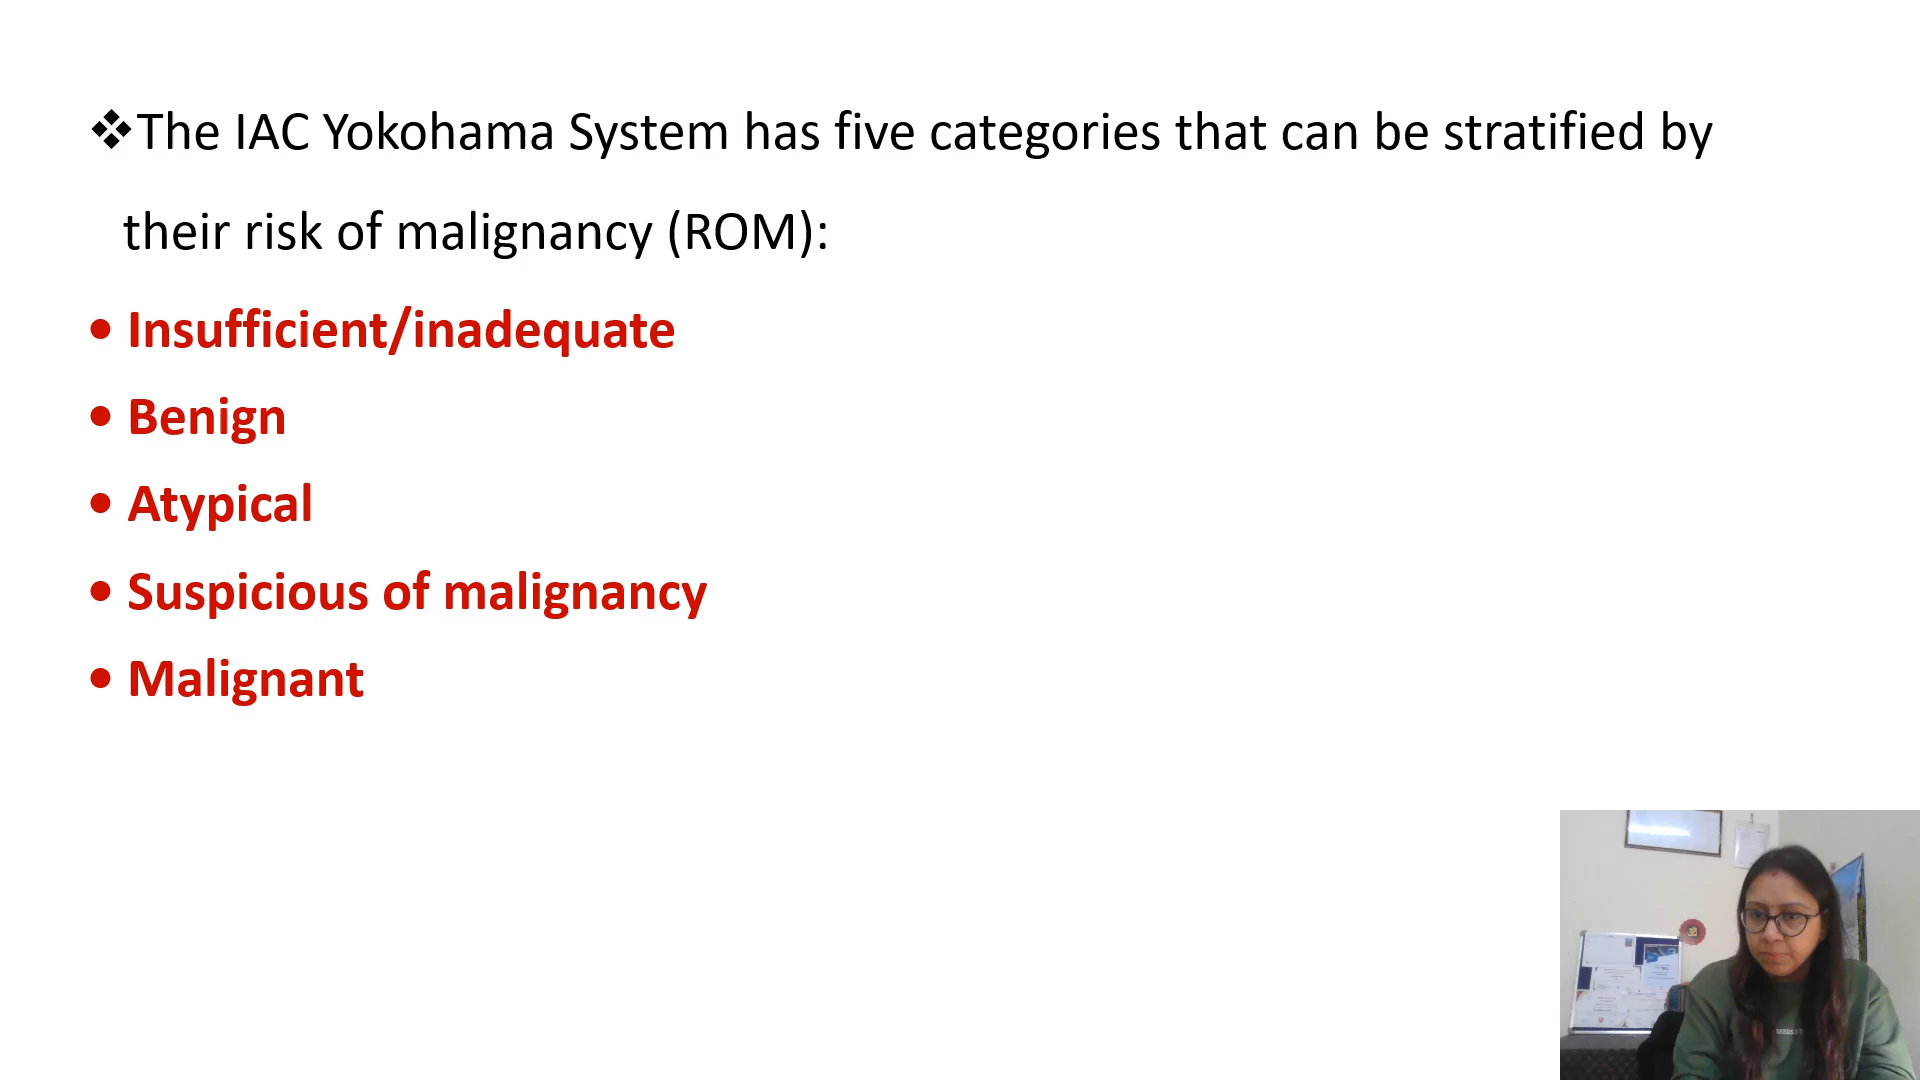 ❖The IAC Yokohama System has five categories that can be stratified by
their risk of malignancy (ROM):
• Insufficient/inadequate
• Benign
• Atypical
• Suspicious of malignancy
• Malignant